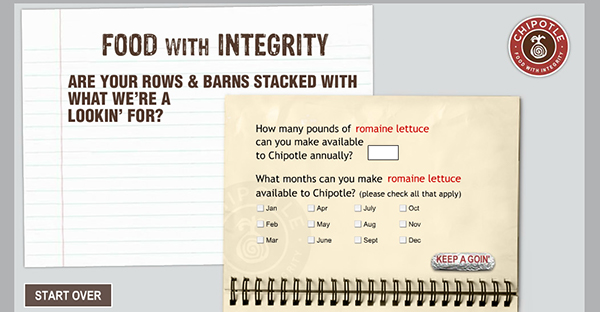 FOOD WITH INTEGRITY
CHIPOTLE
FOOD WITH INTEGRITY
ARE YOUR ROWS & BARNS STACKED WITH
WHAT WE'RE A
LOOKIN' FOR?
How many pounds of romaine lettuce
can you make available
to Chipotle annually?
What months can you make romaine lettuce
available to Chipotle? (please check all that apply)
Jan Apr July Oct
Feb May Aug Nov
Mar June Sept Dec
CHIPOTLE
KEEP A GOIN'
START OVER